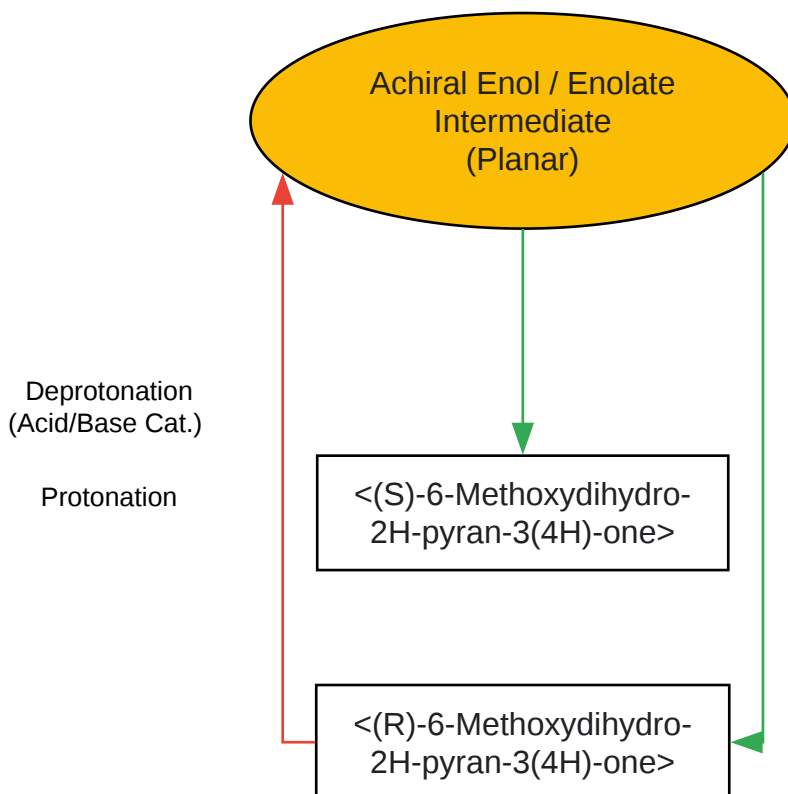 Achiral Enol / Enolate
Intermediate
(Planar)
Deprotonation
(Acid/Base Cat.)
Protonation
<(S)-6-Methoxydihydro-
2H-pyran-3(4H)-one>
<(R)-6-Methoxydihydro-
2H-pyran-3(4H)-one>